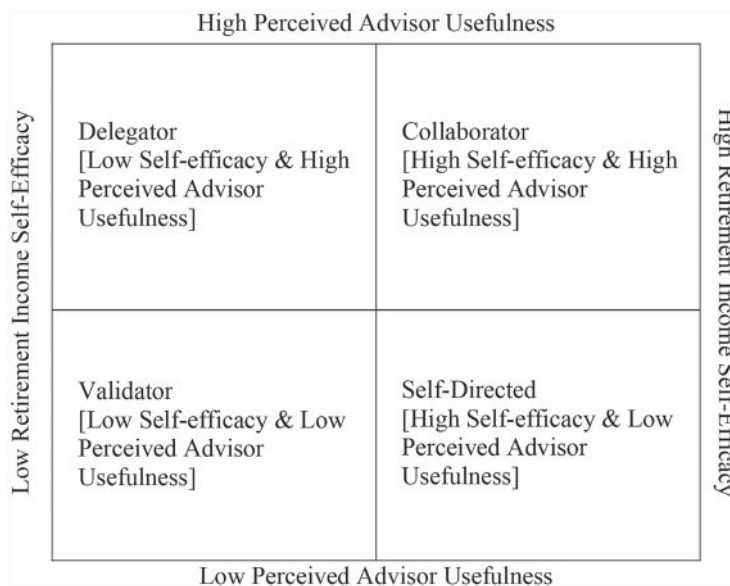 High Perceived Advisor Usefulness
Low Retirement Income Self-Efficacy
Delegator
[Low Self-efficacy & High
Perceived Advisor
Usefulness]
Collaborator
[High Self-efficacy & High
Perceived Advisor
Usefulness]
High Retirement Income Self-Efficacy
Validator
[Low Self-efficacy & Low
Perceived Advisor
Usefulness]
Self-Directed
[High Self-efficacy & Low
Perceived Advisor
Usefulness]
Low Perceived Advisor Usefulness